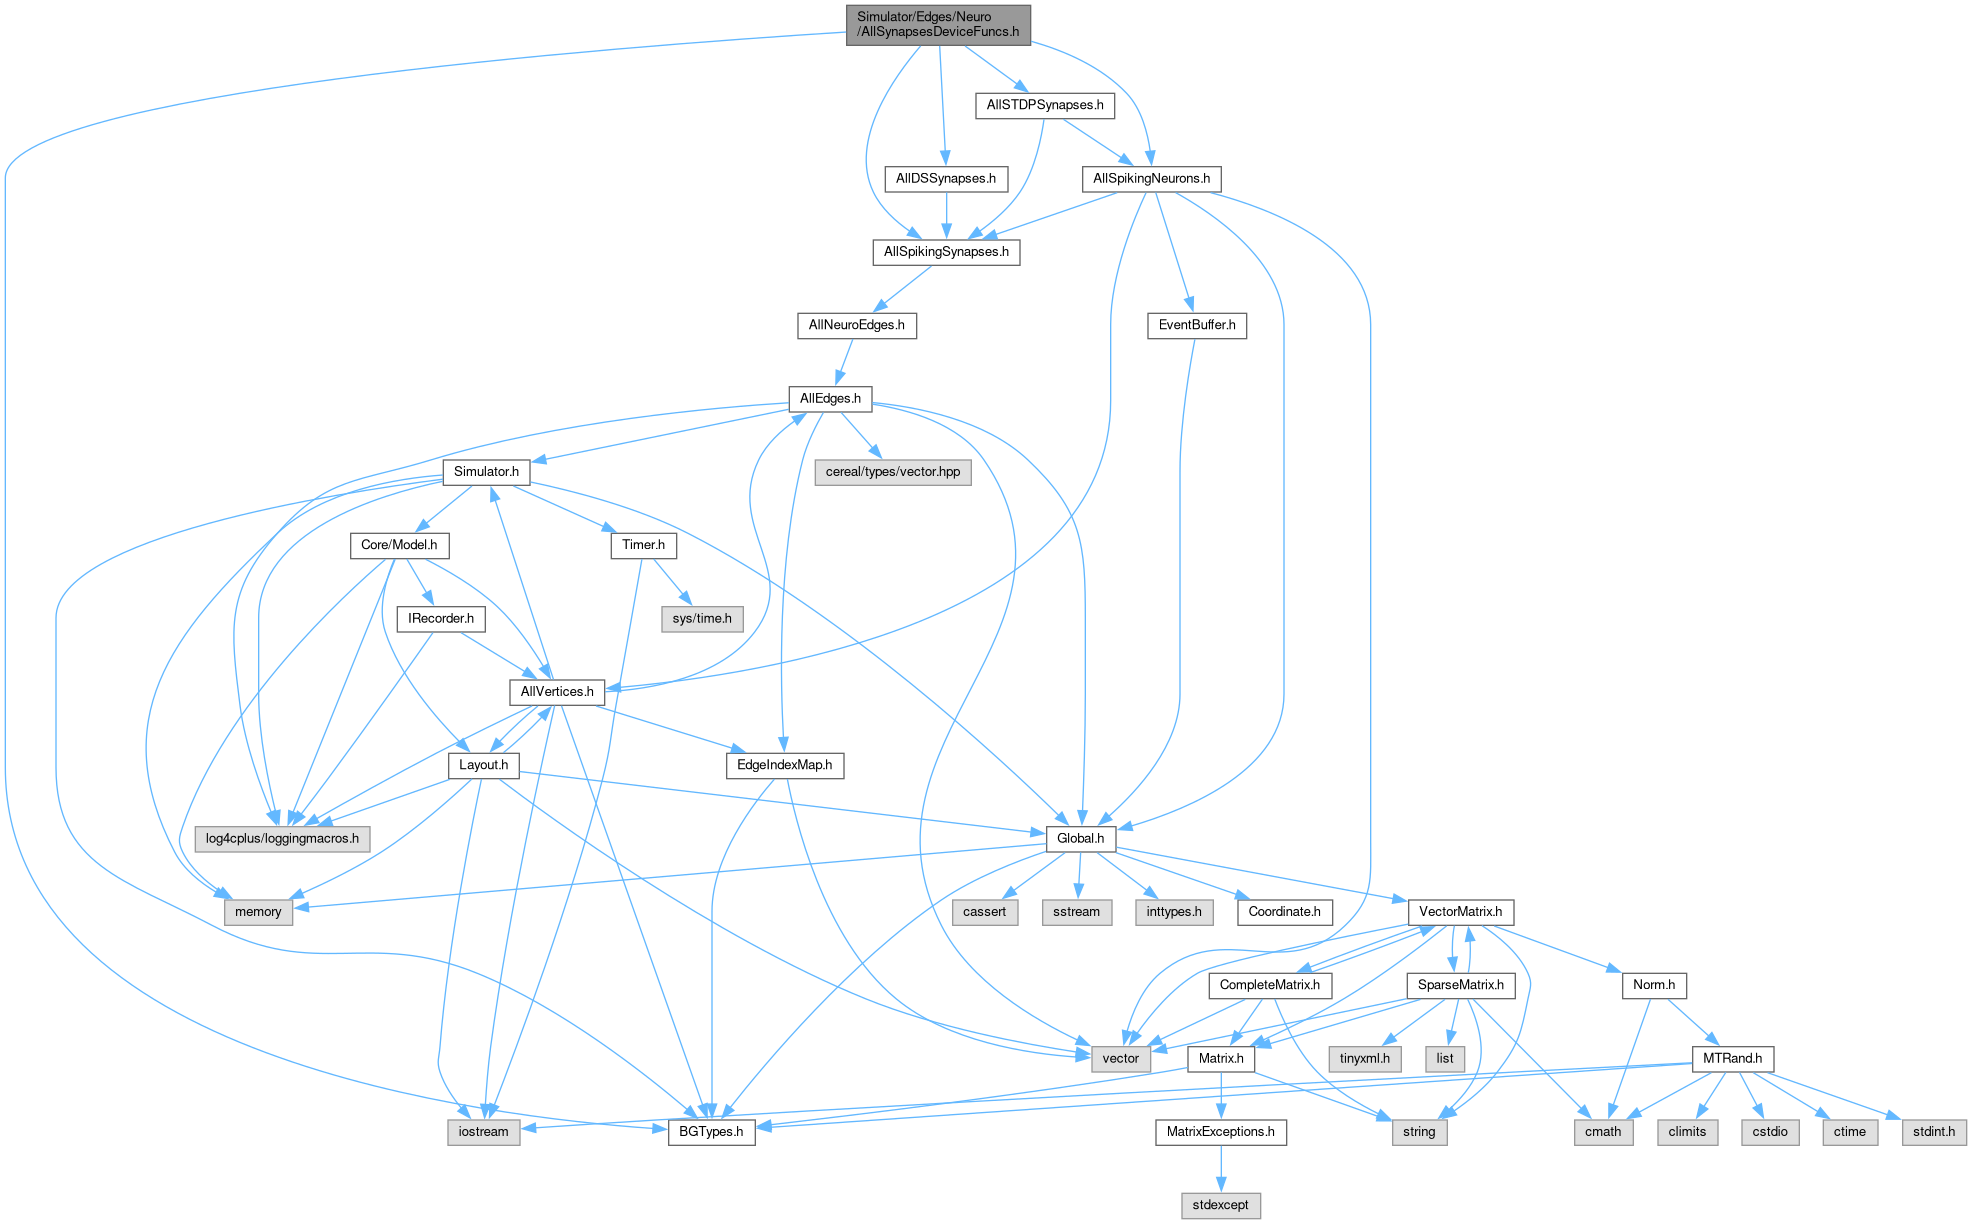 Simulator/Edges/Neuro
/AllSynapsesDeviceFuncs.h
AllSTDPSynapses.h
AllDSSynapses.h
AllSpikingNeurons.h
AllSpikingSynapses.h
AllNeuroEdges.h
EventBuffer.h
AllEdges.h
Simulator.h
cereal/types/vector.hpp
Core/Model.h
Timer.h
IRecorder.h
sys/time.h
AllVertices.h
Layout.h
EdgeIndexMap.h
log4cplus/loggingmacros.h
Global.h
memory
cassert
sstream
inttypes.h
Coordinate.h
VectorMatrix.h
CompleteMatrix.h
SparseMatrix.h
Norm.h
vector
Matrix.h
tinyxml.h
list
MTRand.h
iostream
BGTypes.h
MatrixExceptions.h
string
cmath
climits
cstdio
ctime
stdint.h
stdexcept